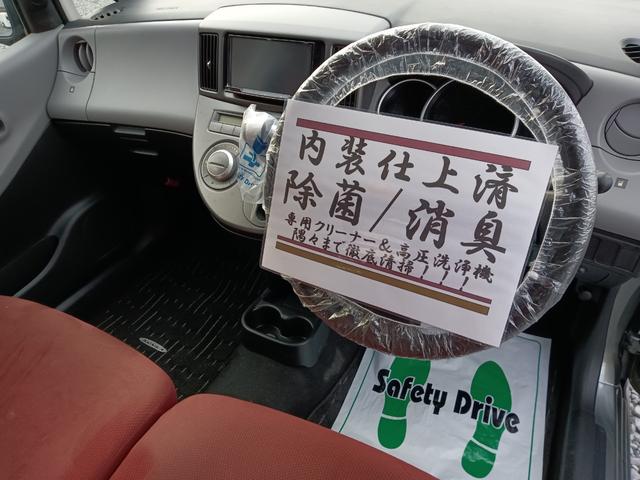 内装仕上済
除菌/消臭
専用クリーナー&高圧洗浄機
隅々まで徹底清掃!!!
Safety Drive